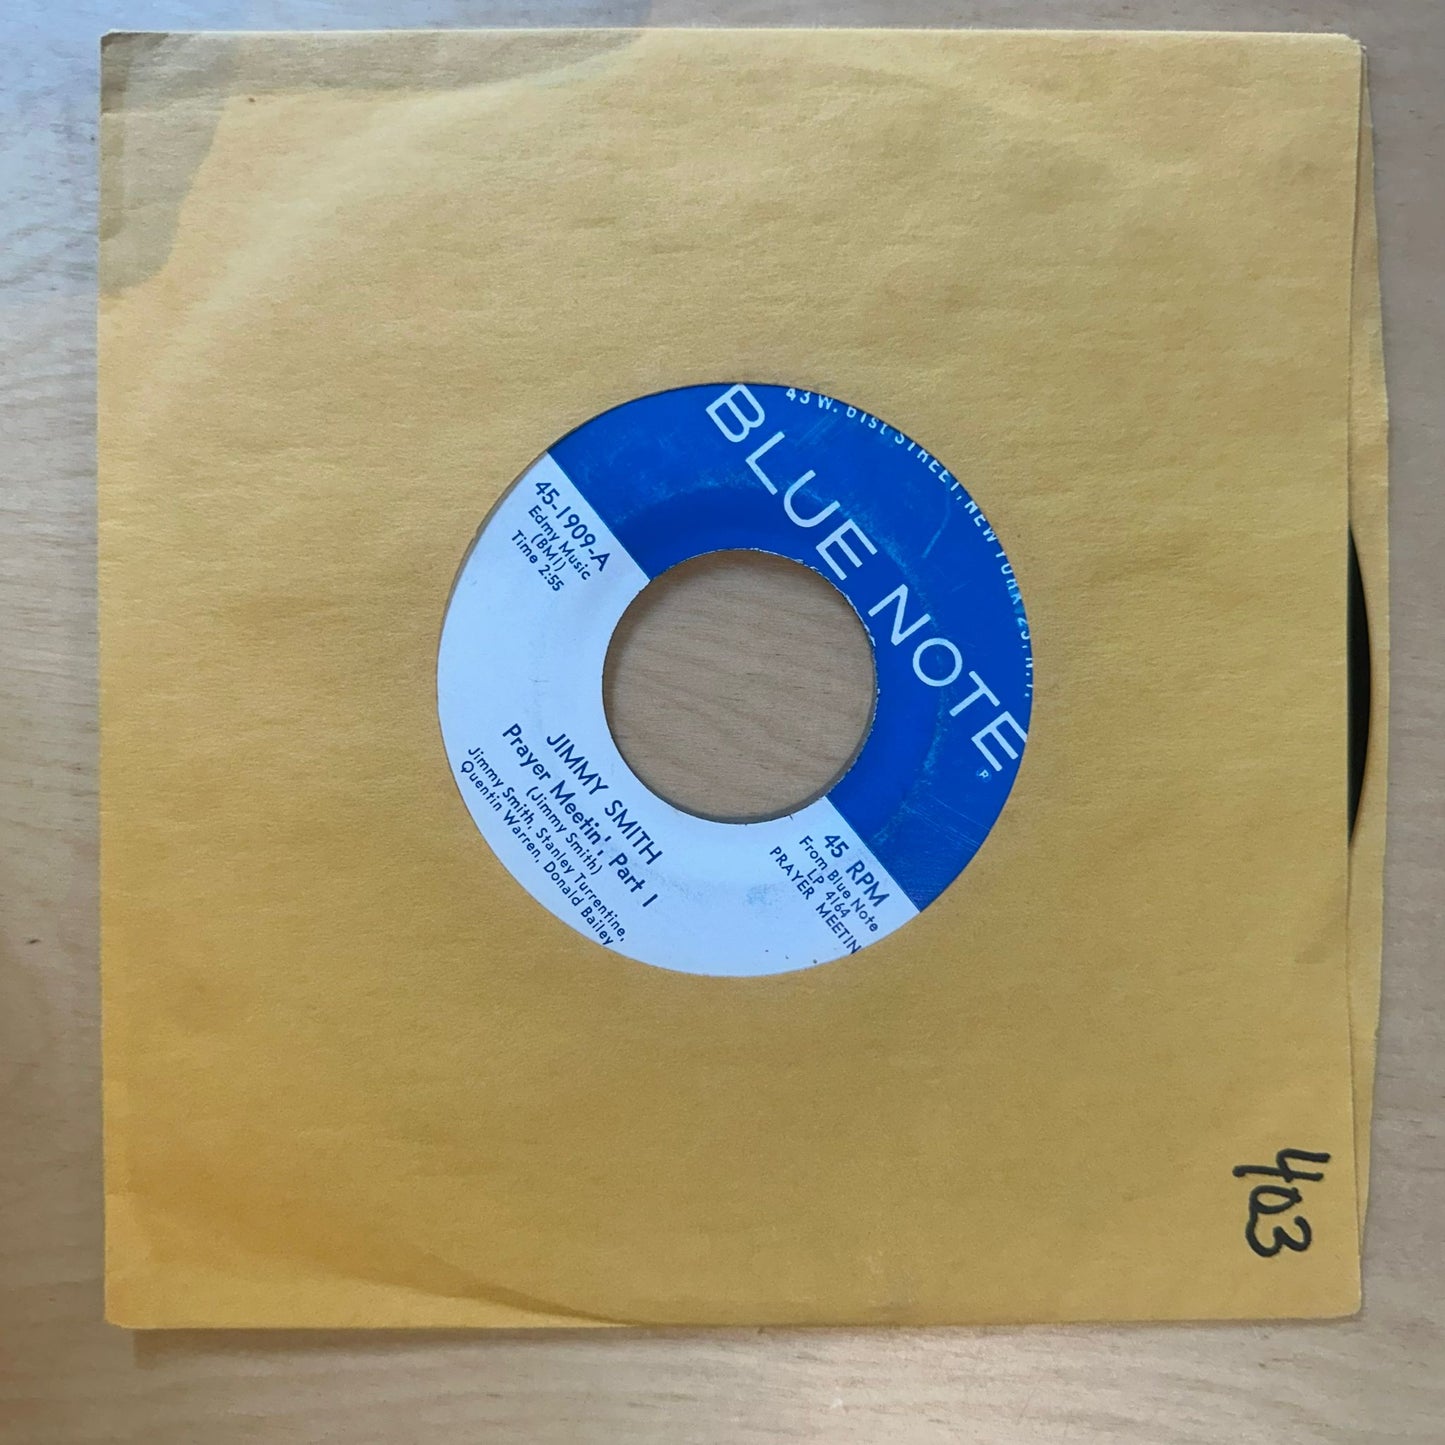 BLUE NOTE
43 W. 61st STREET, NEW YORK 23, N.Y.
45-1909-A
Edmy Music
(BMI)
Time 2:55
45 RPM
From Blue Note
LP 4164
PRAYER MEETIN
JIMMY SMITH
Prayer Meetin', Part 1
(Jimmy Smith)
Jimmy Smith, Stanley Turrentine,
Quentin Warren, Donald Bailey
403